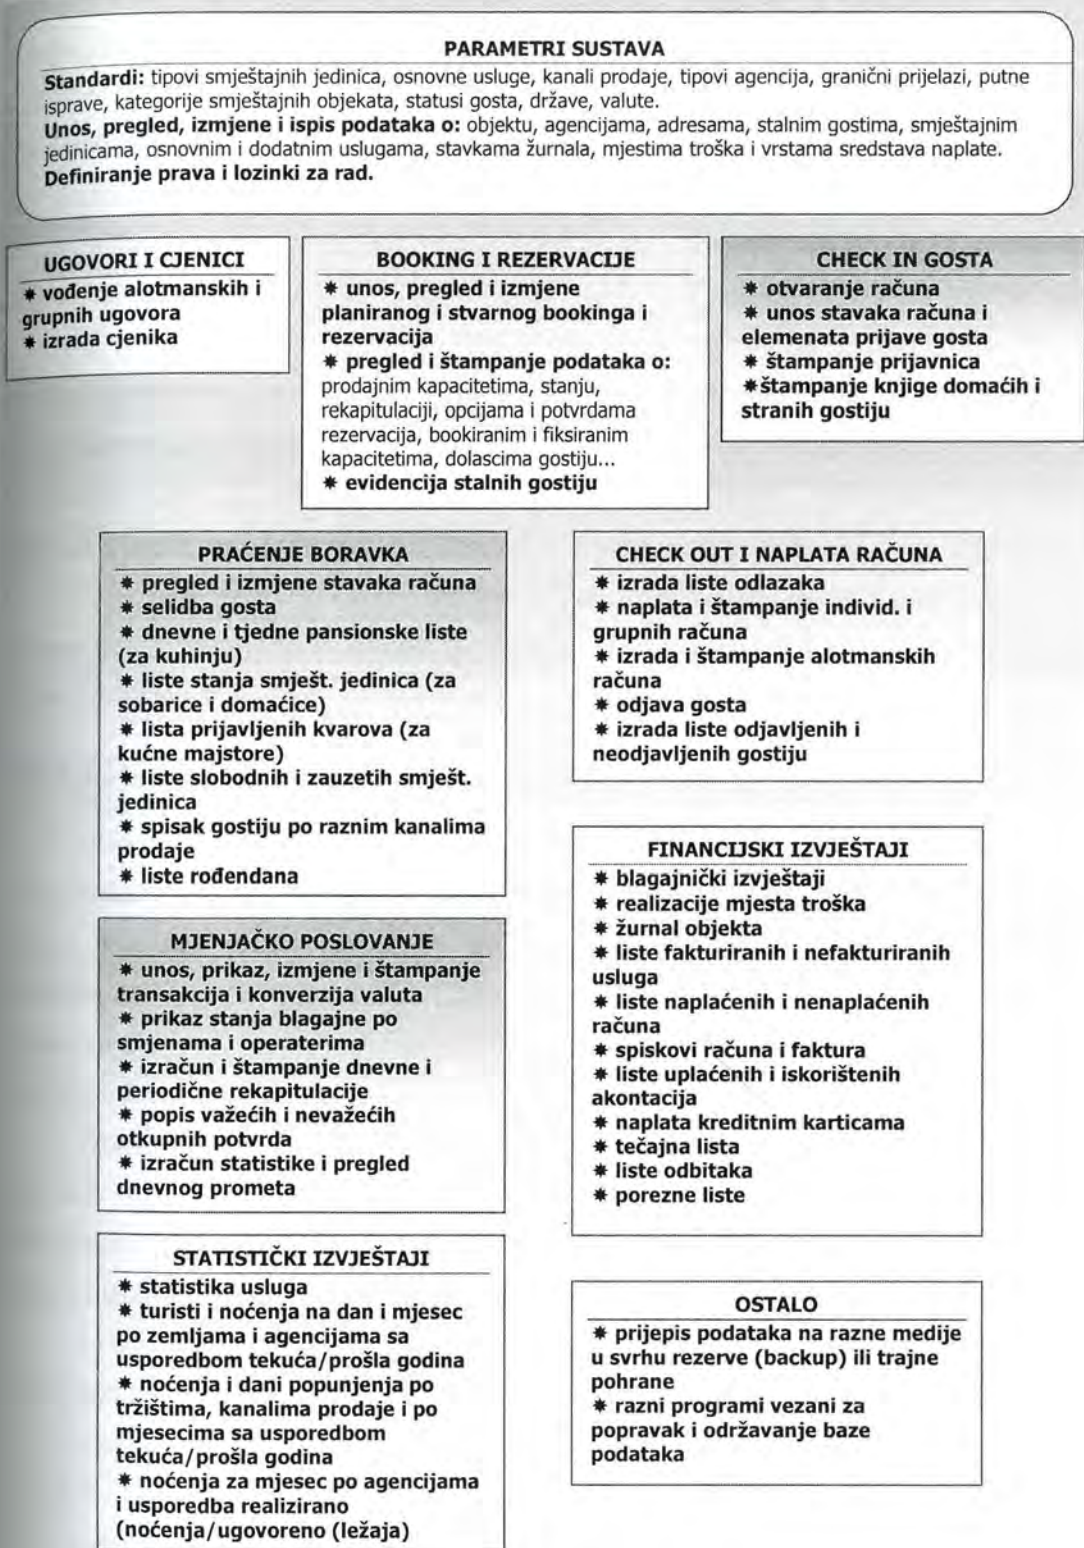 PARAMETRI SUSTAVA
Standardi: tipovi smještajnih jedinica, osnovne usluge, kanali prodaje, tipovi agencija, granični prijelazi, putne
isprave, kategorije smještajnih objekata, statusi gosta, države, valute.
Unos, pregled, izmjene i ispis podataka o: objektu, agencijama, adresama, stalnim gostima, smještajnim
jedinicama, osnovnim i dodatnim uslugama, stavkama žurnala, mjestima troška i vrstama sredstava naplate.
Definiranje prava i lozinki za rad.
UGOVORI I CJENICI
* vođenje alotmanskih i
grupnih ugovora
* izrada cjenika
BOOKING I REZERVACIJE
* unos, pregled i izmjene
planiranog i stvarnog bookinga i
rezervacija
* pregled i štampanje podataka o:
prodajnim kapacitetima, stanju,
rekapitulaciji, opcijama i potvrdama
rezervacija, bookiranim i fiksiranim
kapacitetima, dolascima gostiju...
* evidencija stalnih gostiju
CHECK IN GOSTA
* otvaranje računa
* unos stavaka računa i
elemenata prijave gosta
* štampanje prijavnica
*štampanje knjige domaćih i
stranih gostiju
PRAĆENJE BORAVKA
* pregled i izmjene stavaka računa
* selidba gosta
* dnevne i tjedne pansionske liste
(za kuhinju)
* liste stanja smješt. jedinica (za
sobarice i domaćice)
* lista prijavljenih kvarova (za
kućne majstore)
* liste slobodnih i zauzetih smješt.
jedinica
* spisak gostiju po raznim kanalima
prodaje
* liste rođendana
CHECK OUT I NAPLATA RAČUNA
* izrada liste odlazaka
* naplata i štampanje individ. i
grupnih računa
* izrada i štampanje alotmanskih
računa
* odjava gosta
* izrada liste odjavljenih i
neodjavljenih gostiju
MJENJAČKO POSLOVANJE
* unos, prikaz, izmjene i štampanje
transakcija i konverzija valuta
* prikaz stanja blagajne po
smjenama i operaterima
* izračun i štampanje dnevne i
periodične rekapitulacije
* popis važećih i nevažećih
otkupnih potvrda
* izračun statistike i pregled
dnevnog prometa
FINANCIJSKI IZVJEŠTAJI
* blagajnički izvještaji
* realizacije mjesta troška
* žurnal objekta
* liste fakturiranih i nefakturiranih
usluga
* liste naplaćenih i nenaplaćenih
računa
* spiskovi računa i faktura
* liste uplaćenih i iskorištenih
akontacija
* naplata kreditnim karticama
* tečajna lista
* liste odbitaka
* porezne liste
STATISTIČKI IZVJEŠTAJI
* statistika usluga
* turisti i noćenja na dan i mjesec
po zemljama i agencijama sa
usporedbom tekuća/prošla godina
* noćenja i dani popunjenja po
tržištima, kanalima prodaje i po
mjesecima sa usporedbom
tekuća/prošla godina
* noćenja za mjesec po agencijama
i usporedba realizirano
(noćenja/ugovoreno (ležaja)
OSTALO
* prijepis podataka na razne medije
u svrhu rezerve (backup) ili trajne
pohrane
* razni programi vezani za
popravak i održavanje baze
podataka